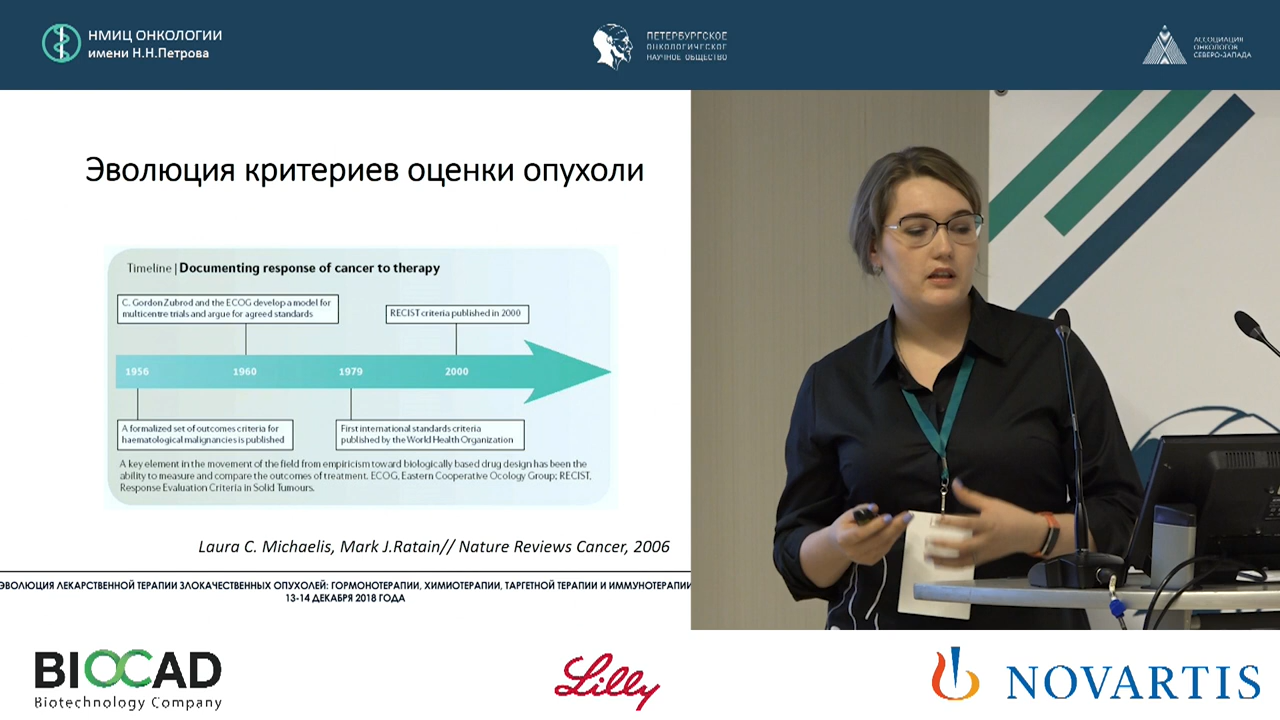 НМИЦ ОНКОЛОГИИ
имени Н.Н.Петрова
ПЕТЕРБУРГСКОЕ
ОНКОЛОГИЧЕСКОЕ
НАУЧНОЕ ОБЩЕСТВО
АССОЦИАЦИЯ
ОНКОЛОГОВ
СЕВЕРО-ЗАПАДА
Эволюция критериев оценки опухоли
Timeline | Documenting response of cancer to therapy
C. Gordon Zubrod and the ECOG develop a model for
multicentre trials and argue for agreed standards
RECIST criteria published in 2000
1956 1960 1979 2000
A formalized set of outcomes criteria for
haematological malignancies is published
First international standards criteria
published by the World Health Organization
A key element in the movement of the field from empiricism toward biologically based drug design has been the
ability to measure and compare the outcomes of treatment. ECOG, Eastern Cooperative Ocology Group; RECIST,
Response Evaluation Criteria in Solid Tumours.
Laura C. Michaelis, Mark J.Ratain// Nature Reviews Cancer, 2006
ЭВОЛЮЦИЯ ЛЕКАРСТВЕННОЙ ТЕРАПИИ ЗЛОКАЧЕСТВЕННЫХ ОПУХОЛЕЙ: ГОРМОНОТЕРАПИИ, ХИМИОТЕРАПИИ, ТАРГЕТНОЙ ТЕРАПИИ И ИММУНОТЕРАПИИ
13-14 ДЕКАБРЯ 2018 ГОДА
BIOCAD
Biotechnology Company
Lilly
NOVARTIS